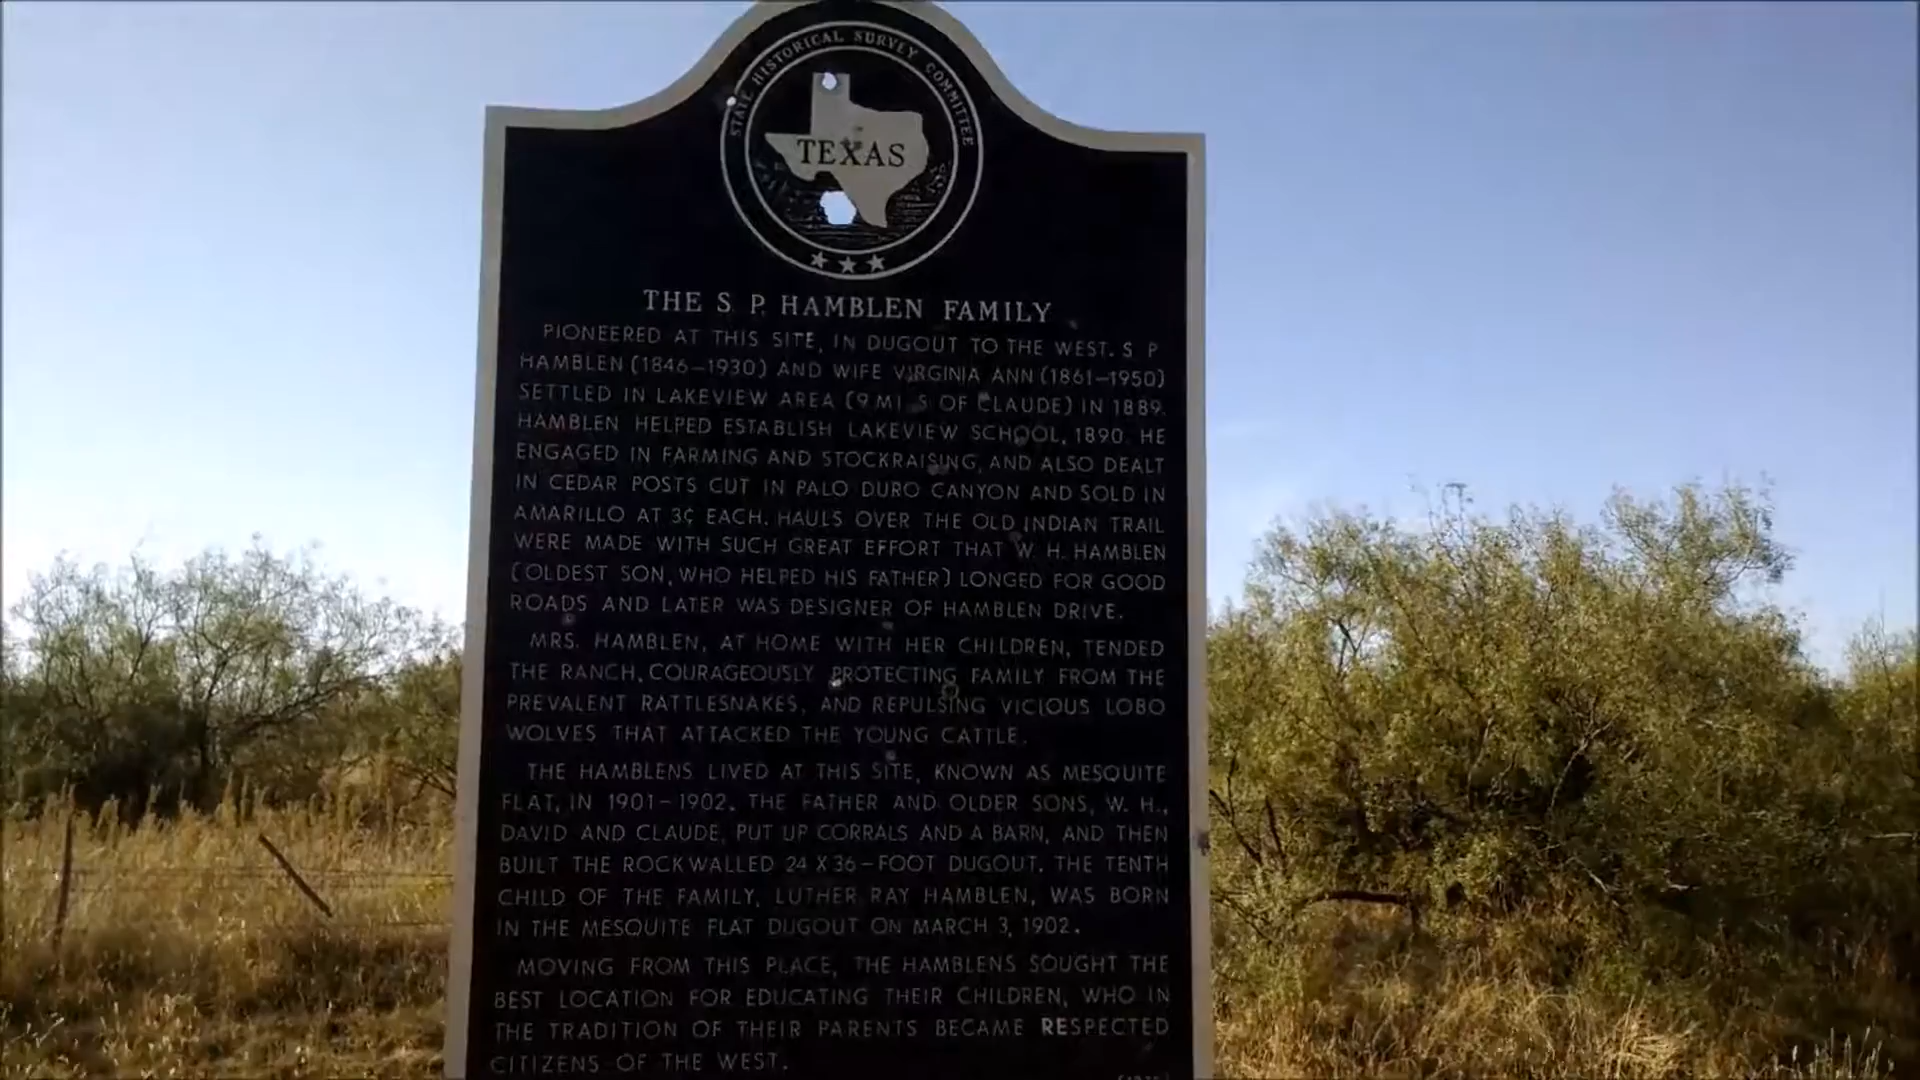 STATE HISTORICAL SURVEY COMMITTEE
TEXAS
THE S. P. HAMBLEN FAMILY
PIONEERED AT THIS SITE, IN DUGOUT TO THE WEST. S P
HAMBLEN (1846–1930) AND WIFE VIRGINIA ANN (1861–1950)
SETTLED IN LAKEVIEW AREA (9 MI. S OF CLAUDE) IN 1889.
HAMBLEN HELPED ESTABLISH LAKEVIEW SCHOOL, 1890. HE
ENGAGED IN FARMING AND STOCKRAISING, AND ALSO DEALT
IN CEDAR POSTS CUT IN PALO DURO CANYON AND SOLD IN
AMARILLO AT 3¢ EACH. HAULS OVER THE OLD INDIAN TRAIL
WERE MADE WITH SUCH GREAT EFFORT THAT W. H. HAMBLEN
(OLDEST SON, WHO HELPED HIS FATHER) LONGED FOR GOOD
ROADS AND LATER WAS DESIGNER OF HAMBLEN DRIVE.
MRS. HAMBLEN, AT HOME WITH HER CHILDREN, TENDED
THE RANCH, COURAGEOUSLY PROTECTING FAMILY FROM THE
PREVALENT RATTLESNAKES, AND REPULSING VICIOUS LOBO
WOLVES THAT ATTACKED THE YOUNG CATTLE.
THE HAMBLENS LIVED AT THIS SITE, KNOWN AS MESQUITE
FLAT, IN 1901–1902. THE FATHER AND OLDER SONS, W. H.,
DAVID AND CLAUDE, PUT UP CORRALS AND A BARN, AND THEN
BUILT THE ROCKWALLED 24 X 36–FOOT DUGOUT. THE TENTH
CHILD OF THE FAMILY, LUTHER RAY HAMBLEN, WAS BORN
IN THE MESQUITE FLAT DUGOUT ON MARCH 3, 1902.
MOVING FROM THIS PLACE, THE HAMBLENS SOUGHT THE
BEST LOCATION FOR EDUCATING THEIR CHILDREN, WHO IN
THE TRADITION OF THEIR PARENTS BECAME RESPECTED
CITIZENS OF THE WEST.